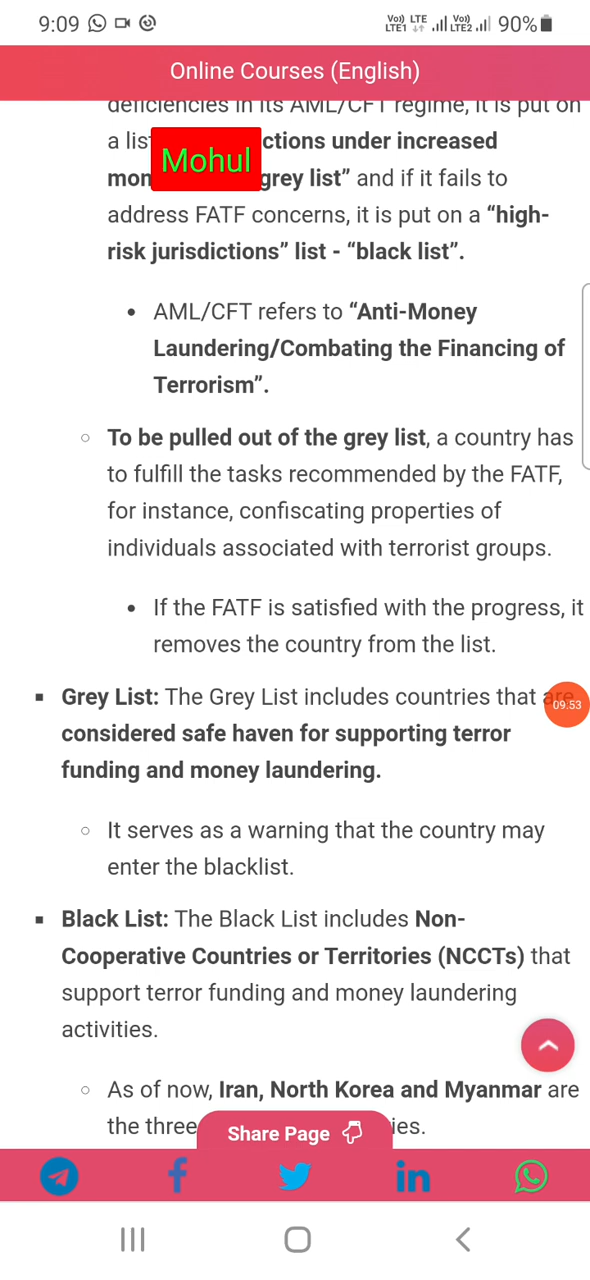 9:09
Vo)) LTE LTE1 Vo)) LTE2 90%
Online Courses (English)
deficiencies in its AML/CFT regime, it is put on
a list ctions under increased
Mohul
mon grey list” and if it fails to
address FATF concerns, it is put on a “high-
risk jurisdictions” list - “black list”.
• AML/CFT refers to “Anti-Money
Laundering/Combating the Financing of
Terrorism”.
○ To be pulled out of the grey list, a country has
to fulfill the tasks recommended by the FATF,
for instance, confiscating properties of
individuals associated with terrorist groups.
• If the FATF is satisfied with the progress, it
removes the country from the list.
▪ Grey List: The Grey List includes countries that are
09:53
considered safe haven for supporting terror
funding and money laundering.
○ It serves as a warning that the country may
enter the blacklist.
▪ Black List: The Black List includes Non-
Cooperative Countries or Territories (NCCTs) that
support terror funding and money laundering
activities.
○ As of now, Iran, North Korea and Myanmar are
the three ies.
Share Page